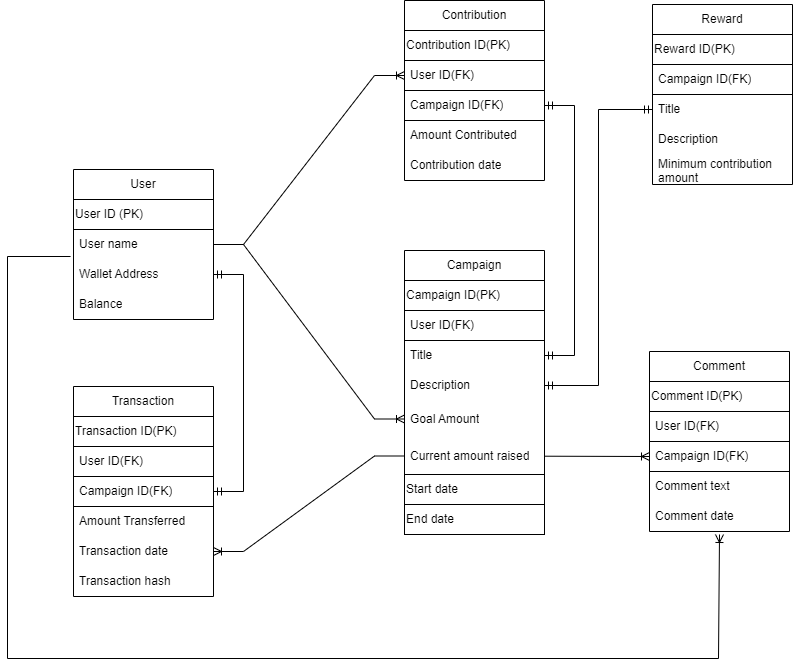 Contribution
Contribution ID(PK)
User ID(FK)
Campaign ID(FK)
Amount Contributed
Contribution date
Reward
Reward ID(PK)
Campaign ID(FK)
Title
Description
Minimum contribution
amount
User
User ID (PK)
User name
Wallet Address
Balance
Campaign
Campaign ID(PK)
User ID(FK)
Title
Description
Goal Amount
Current amount raised
Start date
End date
Transaction
Transaction ID(PK)
User ID(FK)
Campaign ID(FK)
Amount Transferred
Transaction date
Transaction hash
Comment
Comment ID(PK)
User ID(FK)
Campaign ID(FK)
Comment text
Comment date